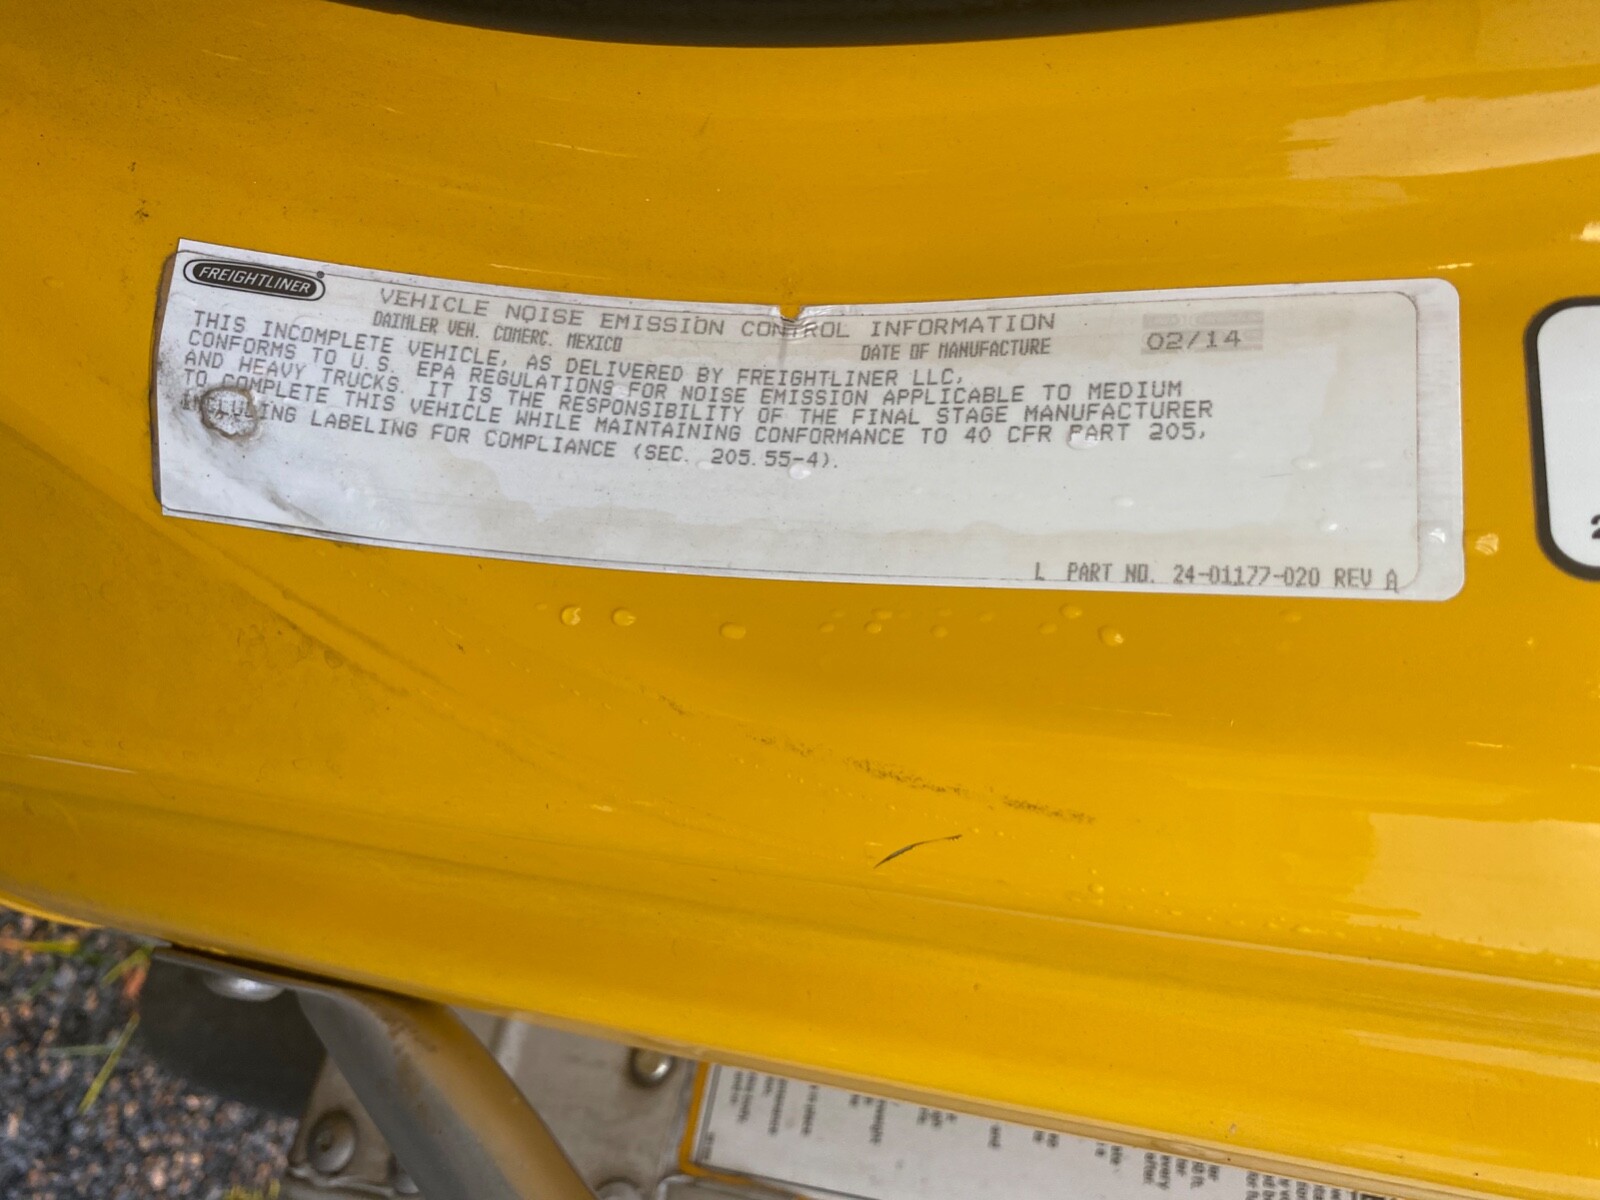 FREIGHTLINER
VEHICLE NOISE EMISSION CONTROL INFORMATION
DAIMLER VEH. COMERC. MEXICO DATE OF MANUFACTURE 02/14
THIS INCOMPLETE VEHICLE, AS DELIVERED BY FREIGHTLINER LLC,
CONFORMS TO U.S. EPA REGULATIONS FOR NOISE EMISSION APPLICABLE TO MEDIUM
AND HEAVY TRUCKS. IT IS THE RESPONSIBILITY OF THE FINAL STAGE MANUFACTURER
TO COMPLETE THIS VEHICLE WHILE MAINTAINING CONFORMANCE TO 40 CFR PART 205,
INCLUDING LABELING FOR COMPLIANCE (SEC. 205.55-4).
L PART NO. 24-01177-020 REV A